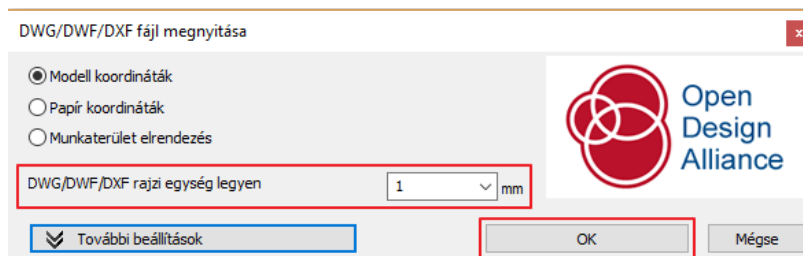 DWG/DWF/DXF fájl megnyitása
x
Modell koordináták
Papír koordináták
Munkaterület elrendezés
Open
Design
Alliance
DWG/DWF/DXF rajzi egység legyen 1 mm
További beállítások OK Mégse